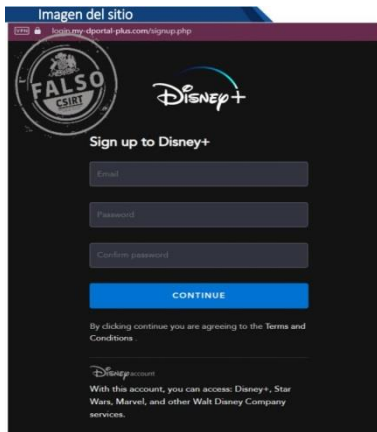 Imagen del sitio
VPN
login.my-dportal-plus.com/signup.php
FALSO
CSIRT
Disney+
Sign up to Disney+
Email
Password
Confirm password
CONTINUE
By clicking continue you are agreeing to the Terms and
Conditions .
Disney account
With this account, you can access: Disney+, Star
Wars, Marvel, and other Walt Disney Company
services.